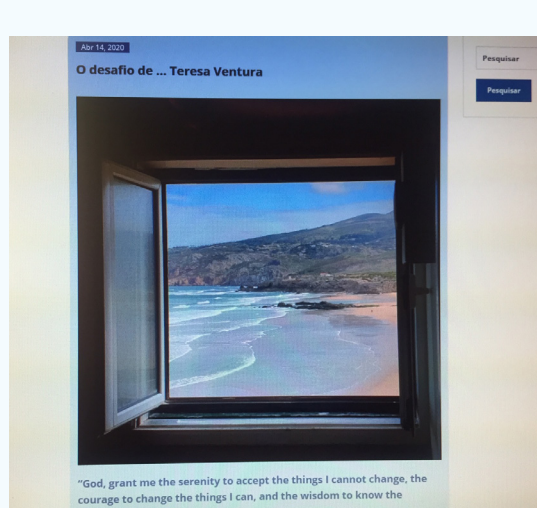 Abr 14, 2020
O desafio de ... Teresa Ventura
Pesquisar
Pesquisar
“God, grant me the serenity to accept the things I cannot change, the
courage to change the things I can, and the wisdom to know the